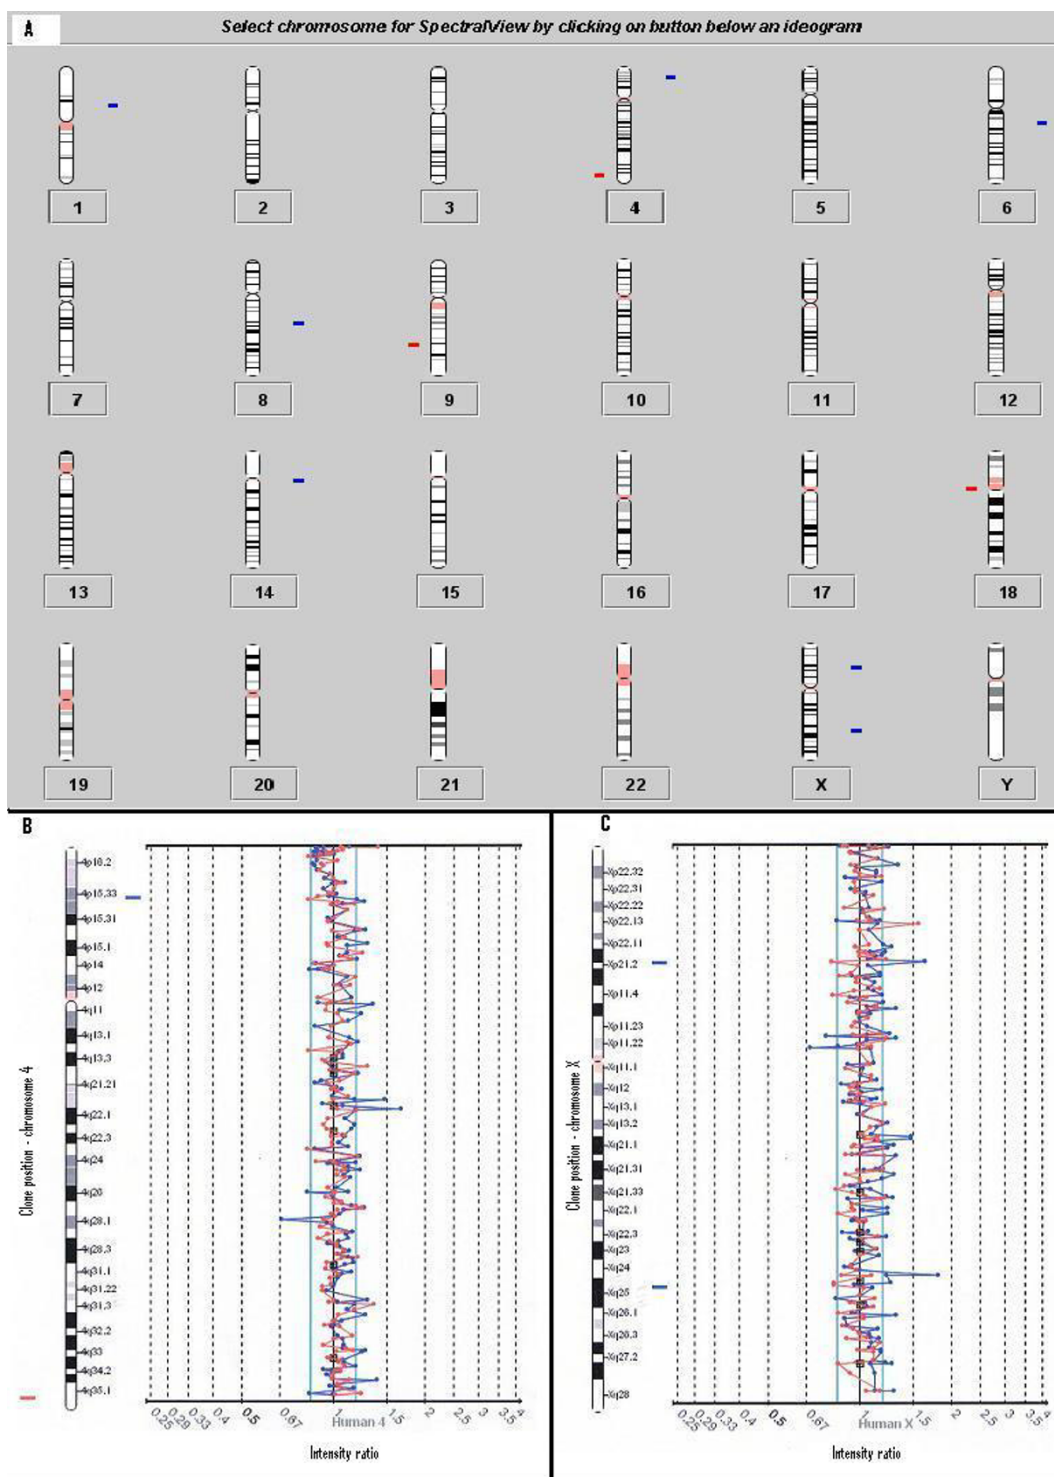 A
Select chromosome for SpectralView by clicking on button below an ideogram
1 2 3 4 5 6
7 8 9 10 11 12
13 14 15 16 17 18
19 20 21 22 X Y
B
4p16.2
4p15.33
4p15.31
4p15.1
4p14
4p12
4q11
4q13.1
4q13.3
4q21.21
4q22.1
4q22.3
4q24
4q28.1
4q28.3
4q31.1
4q31.22
4q31.3
4q32.2
4q33
4q34.2
4q35.1
Clone position - chromosome 4
0.25 0.29 0.33 0.4 0.5 0.67 1 1.5 2 2.5 3 3.5 4
Human 4
Intensity ratio
C
Xp22.32
Xp22.31
Xp22.22
Xp22.13
Xp22.11
Xp21.2
Xp11.4
Xp11.23
Xp11.22
Xq11.1
Xq12
Xq13.1
Xq13.2
Xq21.1
Xq21.31
Xq21.33
Xq22.1
Xq22.3
Xq23
Xq24
Xq25
Xq26.1
Xq26.3
Xq27.2
Xq28
Clone position - chromosome X
0.25 0.29 0.33 0.4 0.5 0.67 1 1.5 2 2.5 3 3.5 4
Human X
Intensity ratio